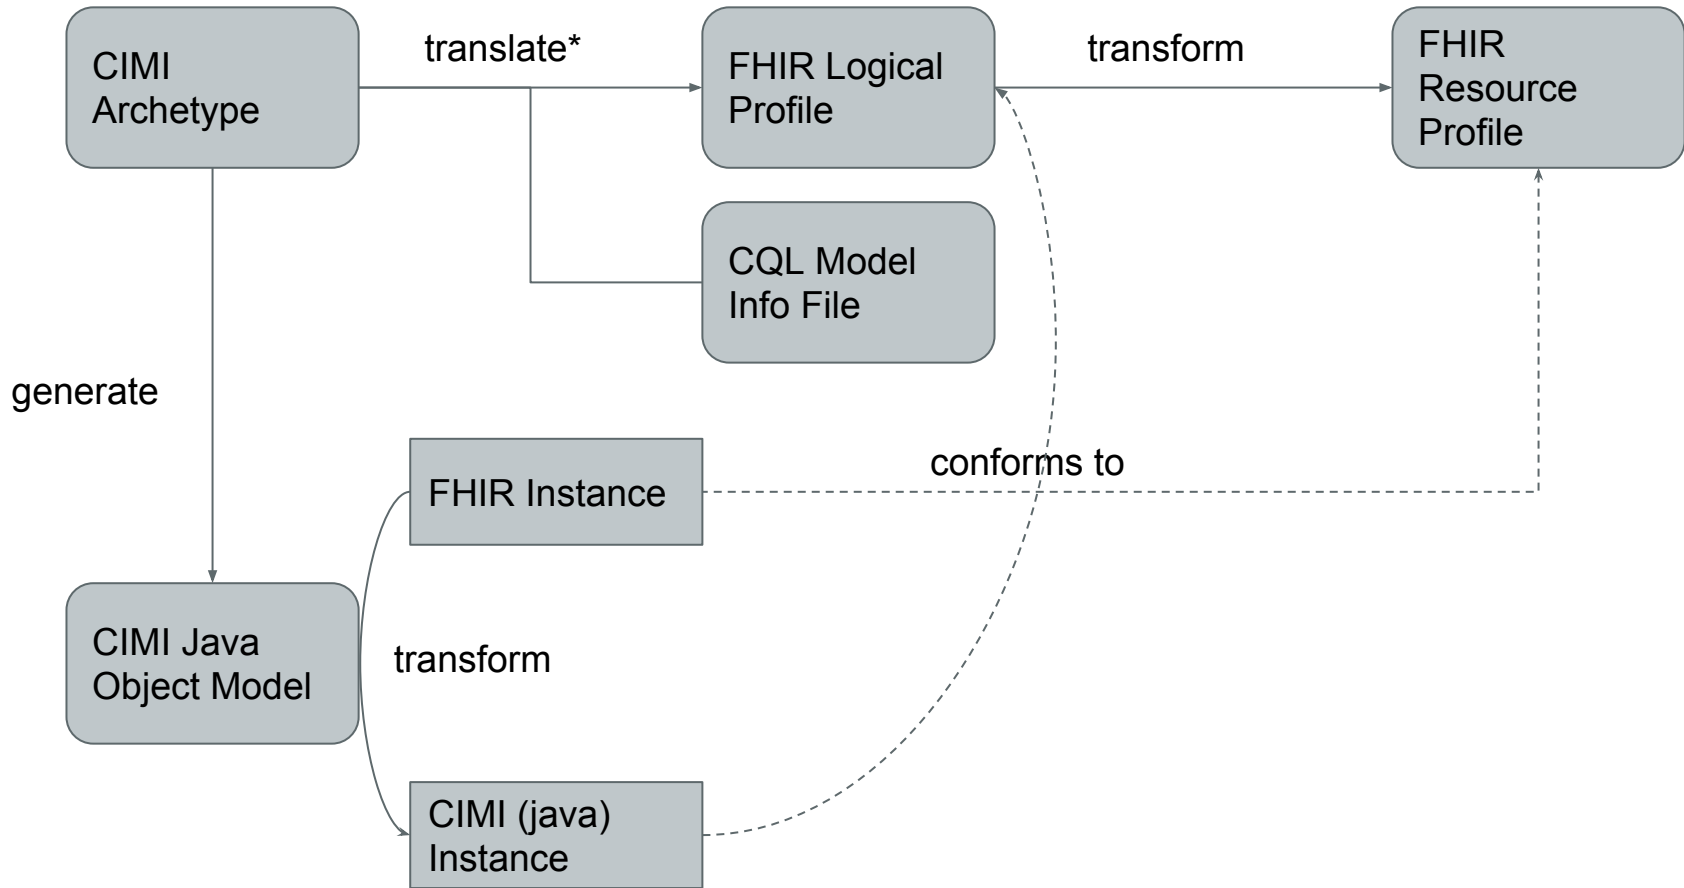 CIMI
Archetype
translate*
FHIR Logical
Profile
transform
FHIR
Resource
Profile
CQL Model
Info File
generate
FHIR Instance
conforms to
CIMI Java
Object Model
transform
CIMI (java)
Instance